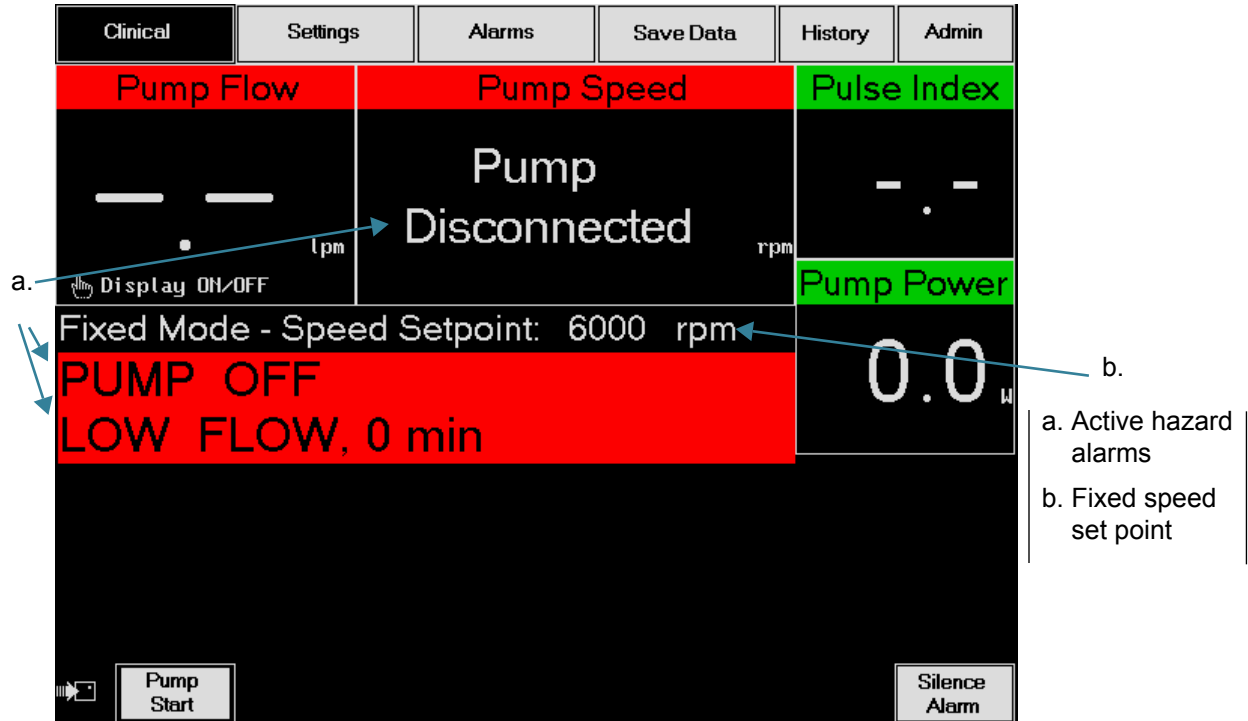 Clinical
Settings
Alarms
Save Data
History
Admin
Pump Flow
Pump Speed
Pulse Index
-- --
.
lpm
Display ON/OFF
Pump
Disconnected
rpm
-.-
Pump Power
0.0
W
Fixed Mode - Speed Setpoint: 6000 rpm
PUMP OFF
LOW FLOW, 0 min
Pump
Start
Silence
Alarm
a.
b.
a. Active hazard
alarms
b. Fixed speed
set point